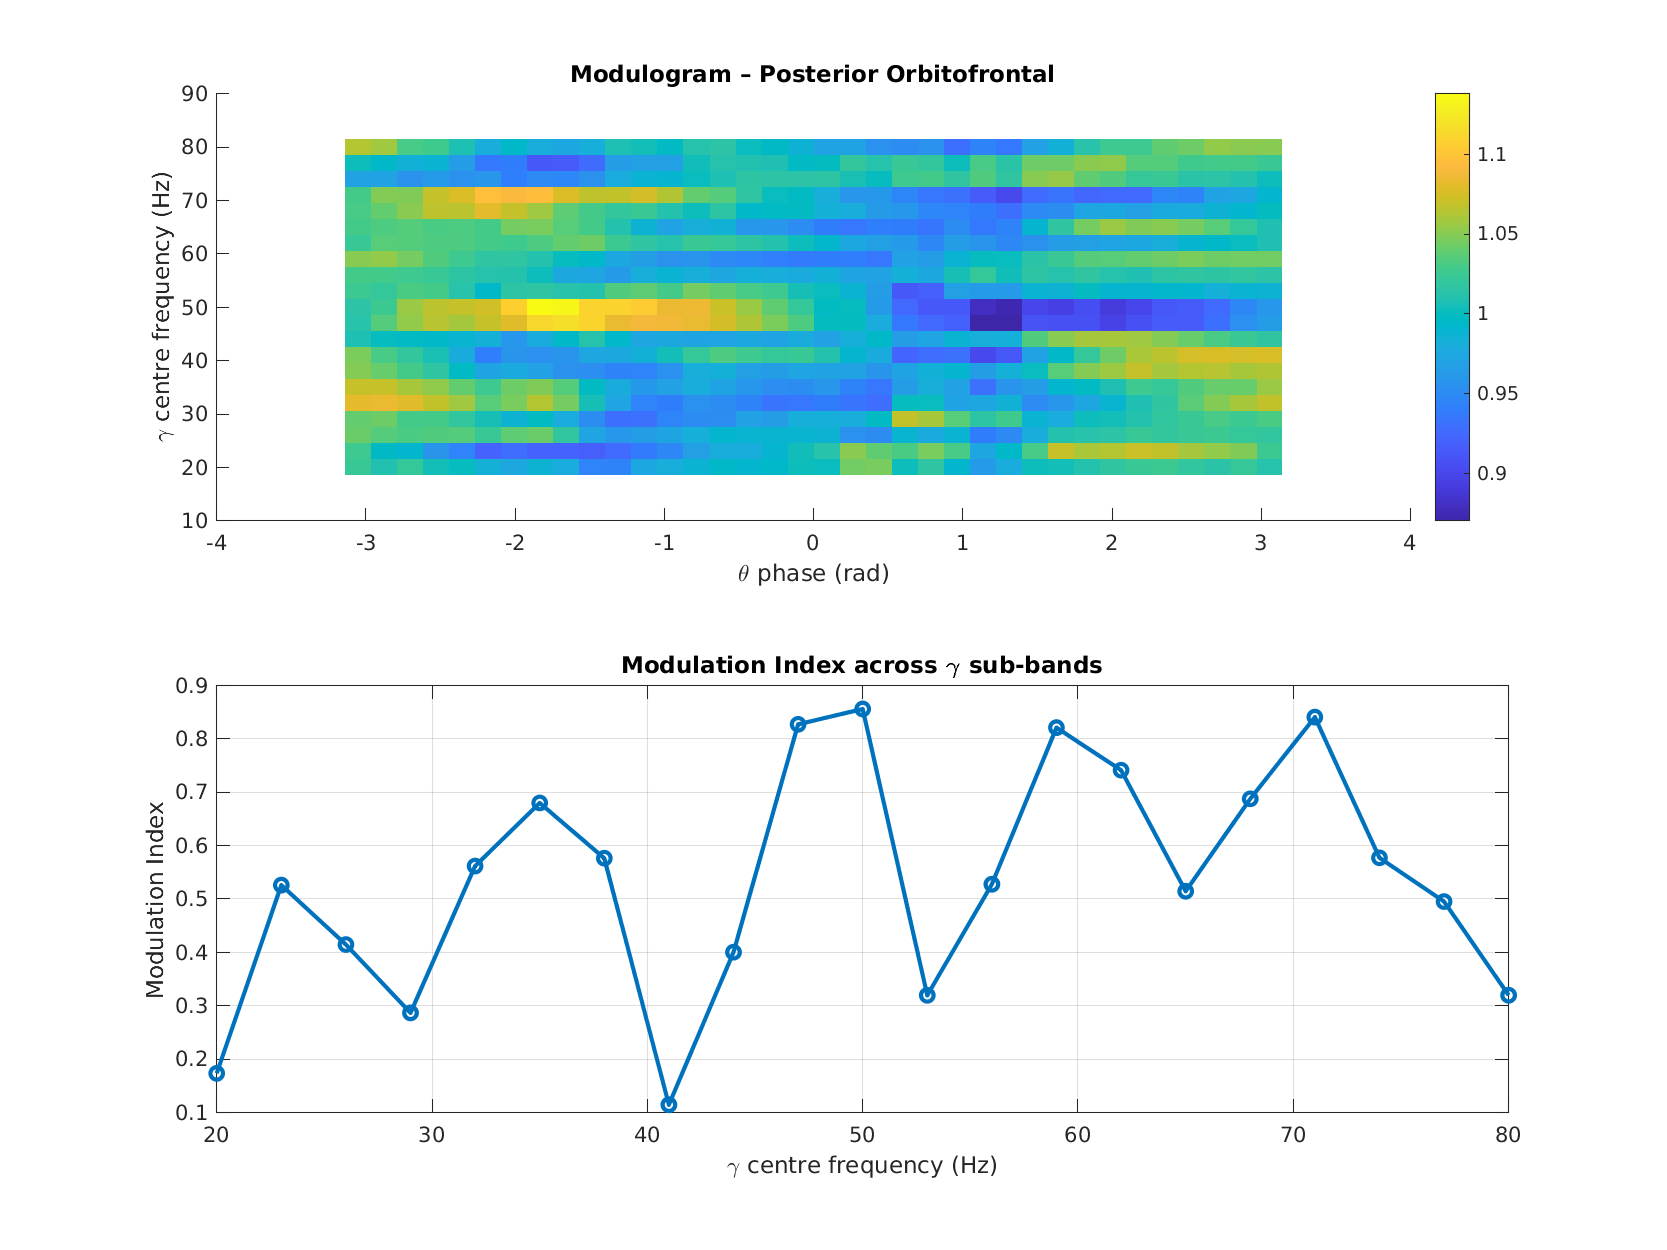 Modulogram – Posterior Orbitofrontal
90
80
70
60
50
40
30
20
10
γ centre frequency (Hz)
-4 -3 -2 -1 0 1 2 3 4
θ phase (rad)
1.1
1.05
1
0.95
0.9
Modulation Index across γ sub-bands
0.9
0.8
0.7
0.6
0.5
0.4
0.3
0.2
0.1
Modulation Index
20 30 40 50 60 70 80
γ centre frequency (Hz)